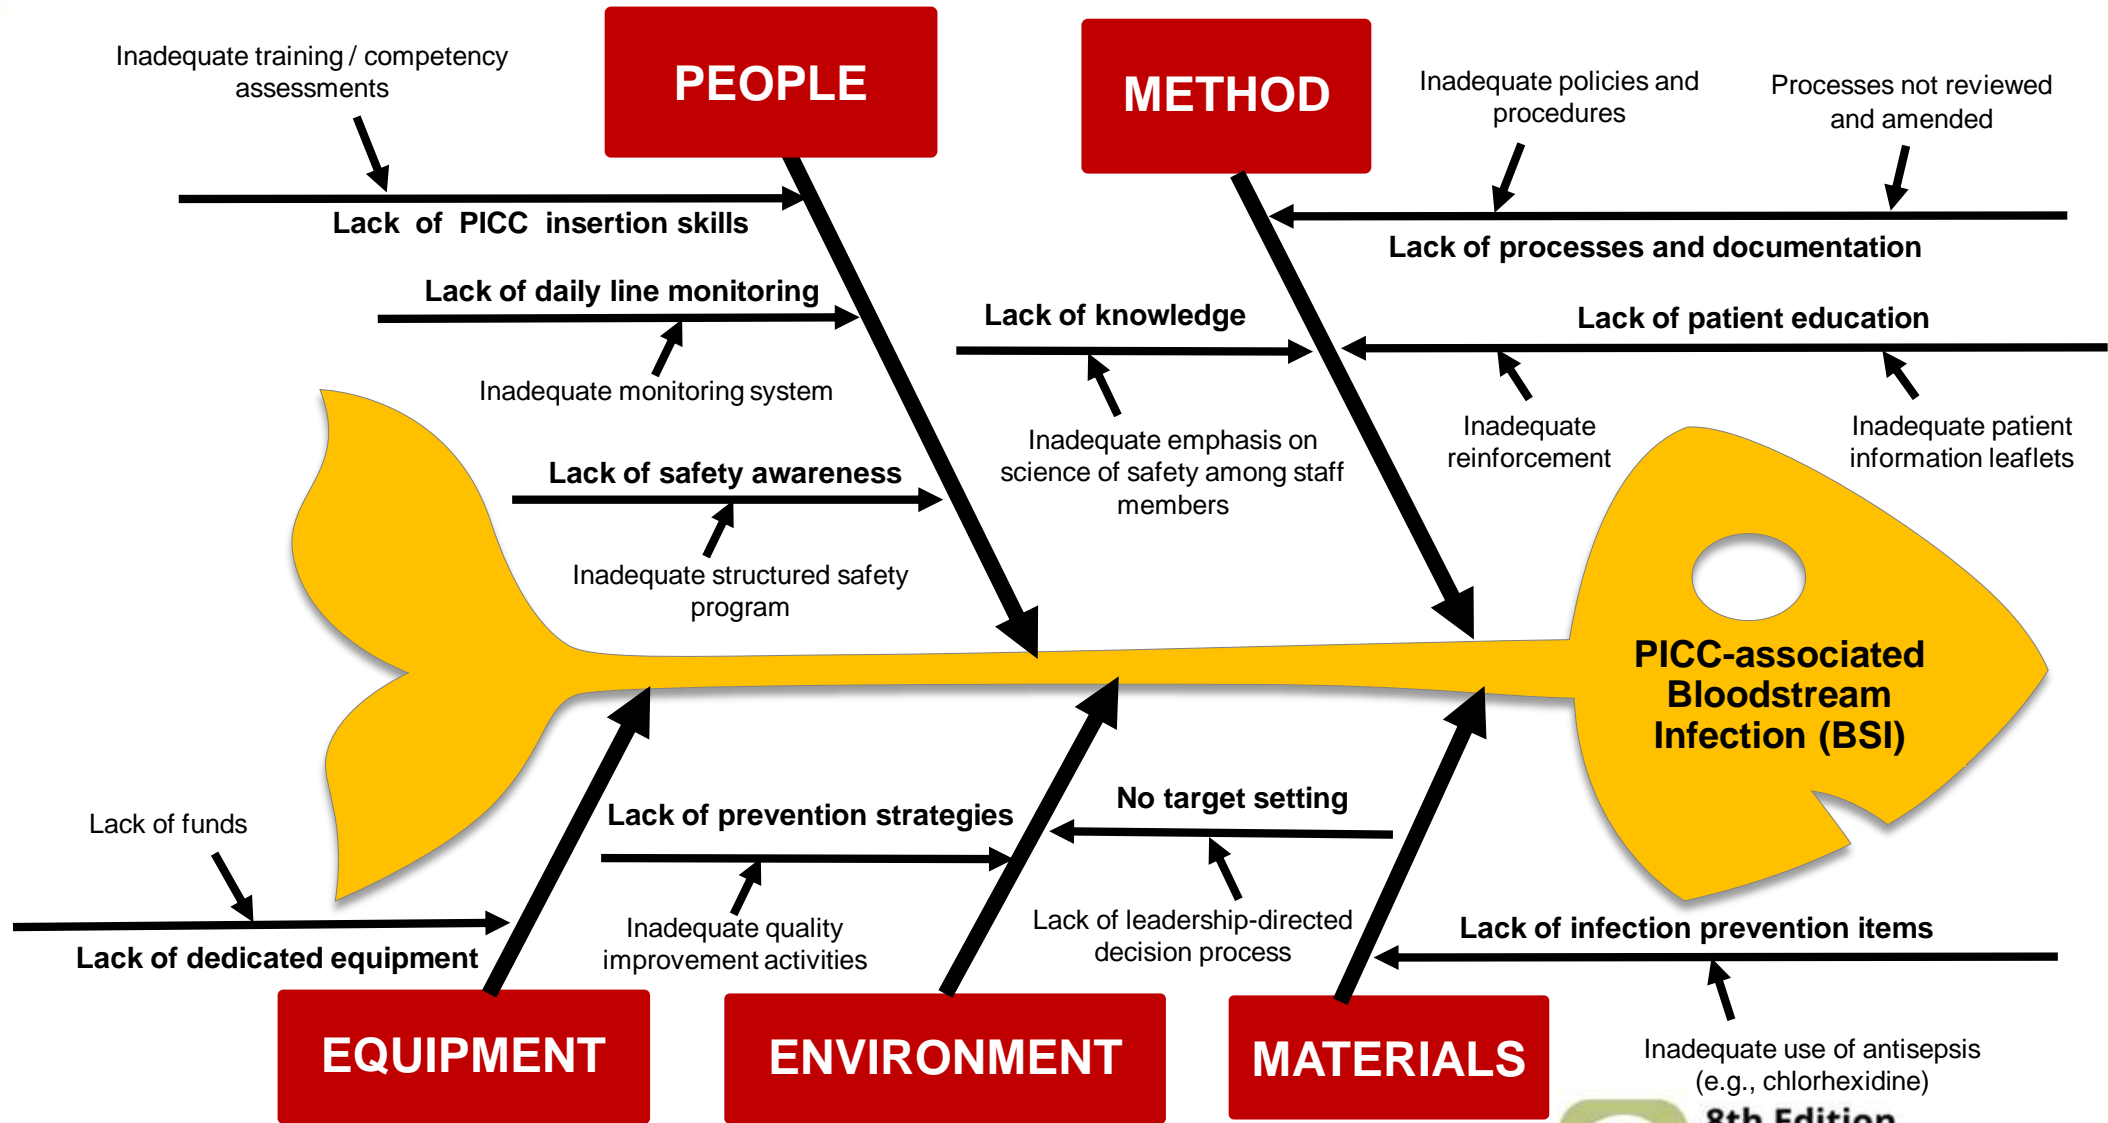 PEOPLE
METHOD
Inadequate training / competency
assessments
Inadequate policies and
procedures
Processes not reviewed
and amended
Lack of PICC insertion skills
Lack of processes and documentation
Lack of daily line monitoring
Lack of knowledge
Lack of patient education
Inadequate monitoring system
Inadequate emphasis on
science of safety among staff
members
Inadequate
reinforcement
Inadequate patient
information leaflets
Lack of safety awareness
Inadequate structured safety
program
PICC-associated
Bloodstream
Infection (BSI)
Lack of funds
Lack of prevention strategies
No target setting
Lack of dedicated equipment
Inadequate quality
improvement activities
Lack of leadership-directed
decision process
Lack of infection prevention items
EQUIPMENT
ENVIRONMENT
MATERIALS
Inadequate use of antisepsis
(e.g., chlorhexidine)
8th Edition